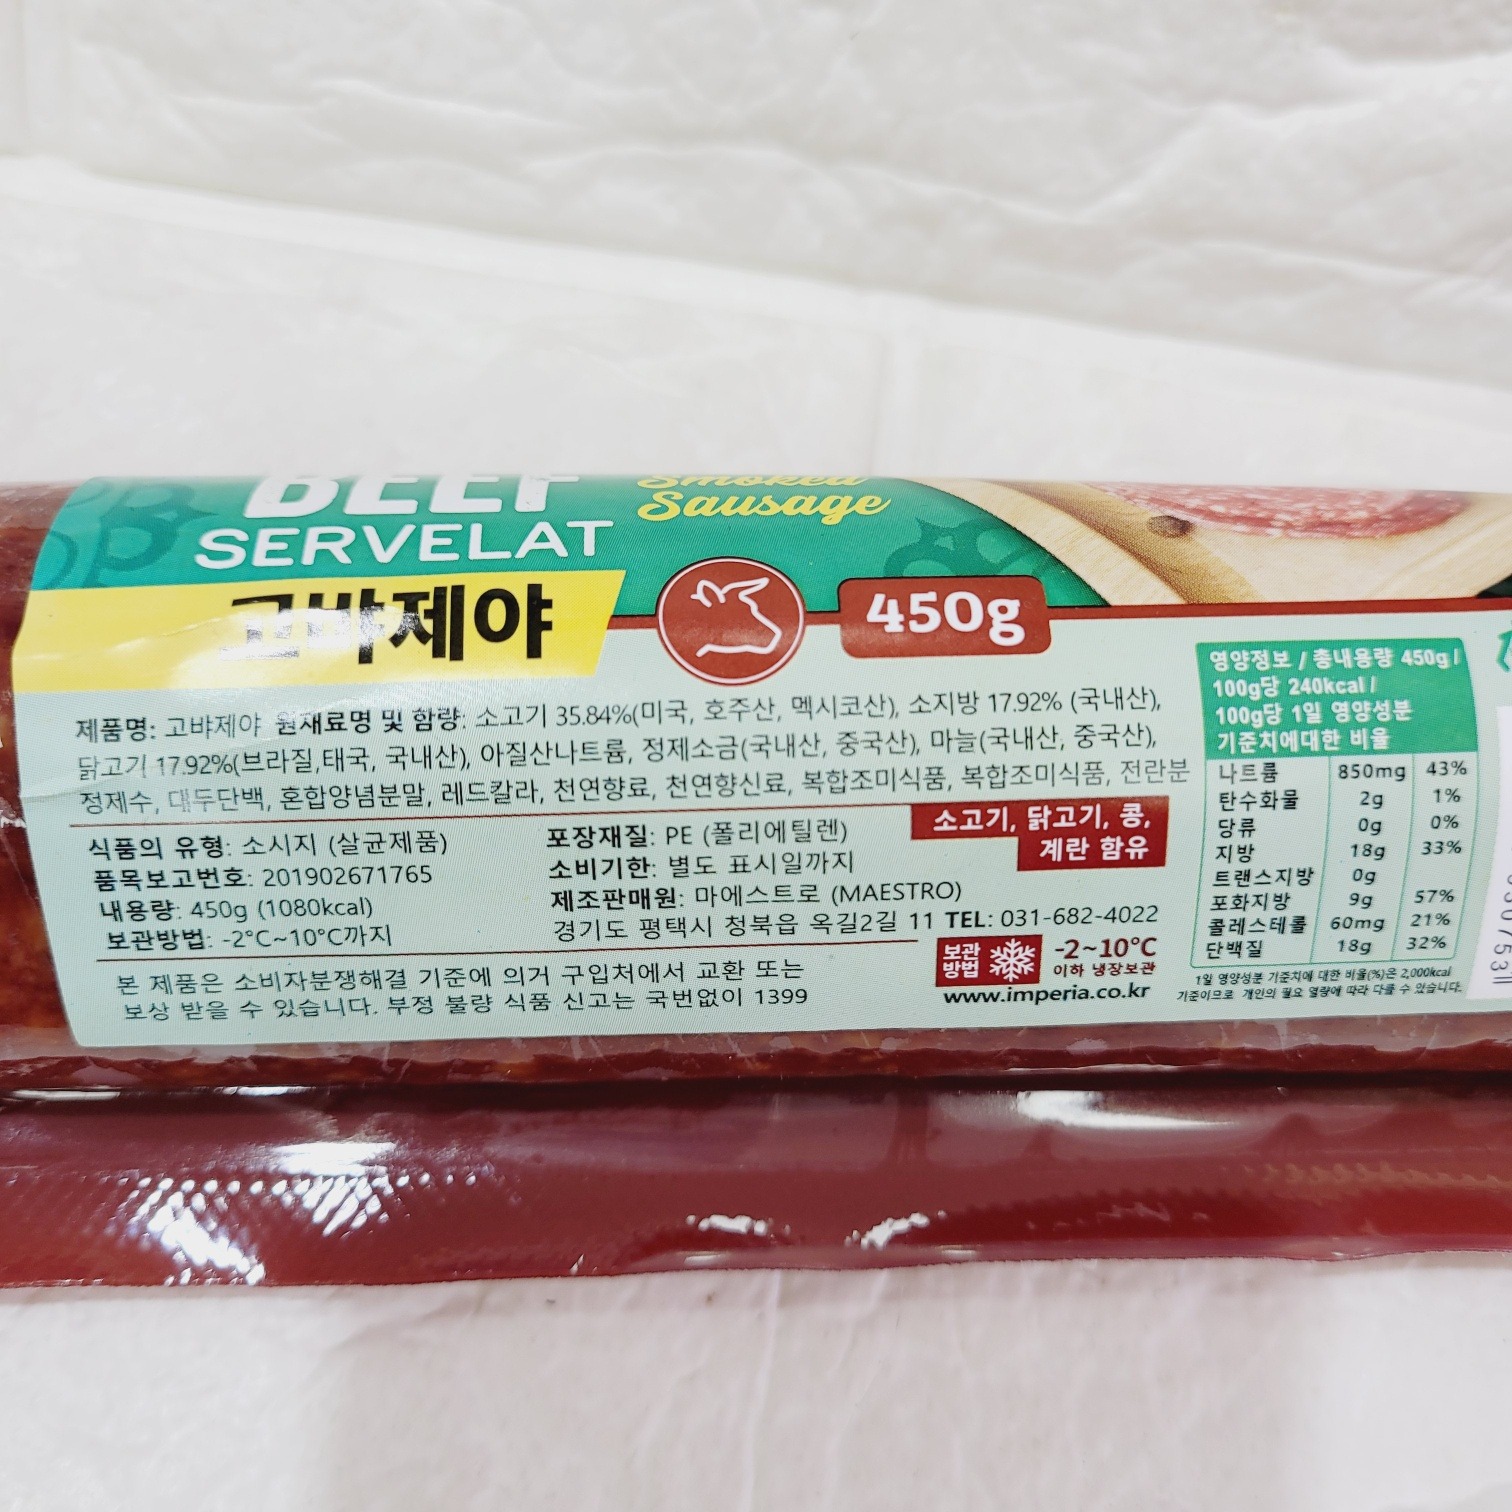 BEEF
SERVELAT
Smoked
Sausage
고뱌제야
450g
제품명: 고뱌제야 원재료명 및 함량: 소고기 35.84%(미국, 호주산, 멕시코산), 소지방 17.92% (국내산),
닭고기 17.92%(브라질,태국, 국내산), 아질산나트륨, 정제소금(국내산, 중국산), 마늘(국내산, 중국산),
정제수, 대두단백, 혼합양념분말, 레드칼라, 천연향료, 천연향신료, 복합조미식품, 복합조미식품, 전란분
소고기, 닭고기, 콩,
계란 함유
식품의 유형: 소시지 (살균제품)
품목보고번호: 201902671765
내용량: 450g (1080kcal)
보관방법: -2°C~10°C까지
포장재질: PE (폴리에틸렌)
소비기한: 별도 표시일까지
제조판매원: 마에스트로 (MAESTRO)
경기도 평택시 청북읍 옥길2길 11 TEL: 031-682-4022
본 제품은 소비자분쟁해결 기준에 의거 구입처에서 교환 또는
보상 받을 수 있습니다. 부정 불량 식품 신고는 국번없이 1399
보관
방법
-2~10°C
이하 냉장보관
www.imperia.co.kr
영양정보 / 총내용량 450g /
100g당 240kcal /
100g당 1일 영양성분
기준치에대한 비율
나트륨 850mg 43%
탄수화물 2g 1%
당류 0g 0%
지방 18g 33%
트랜스지방 0g
포화지방 9g 57%
콜레스테롤 60mg 21%
단백질 18g 32%
1일 영양성분 기준치에 대한 비율(%)은 2,000kcal
기준이므로 개인의 필요 열량에 따라 다를 수 있습니다.